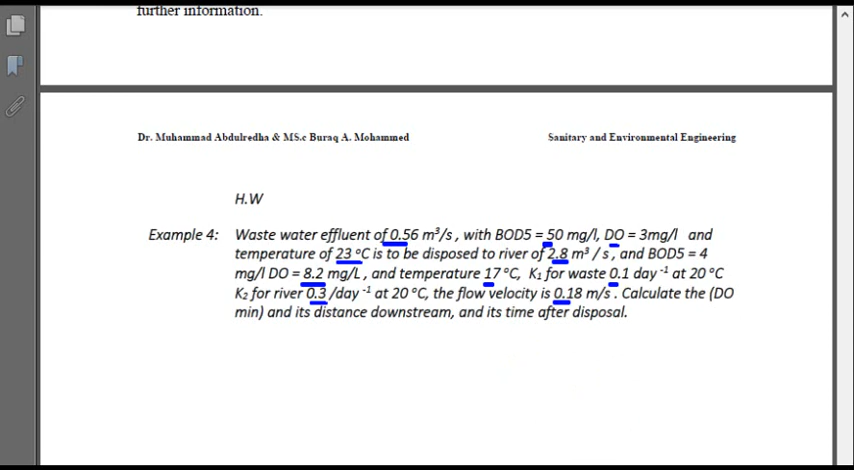 further information.
Dr. Muhammad Abdulredha & MS.c Buraq A. Mohammed Sanitary and Environmental Engineering
H.W
Example 4: Waste water effluent of 0.56 m³/s , with BOD5 = 50 mg/l, DO = 3mg/l and
temperature of 23 °C is to be disposed to river of 2.8 m³ / s , and BOD5 = 4
mg/l DO = 8.2 mg/L , and temperature 17 °C, K₁ for waste 0.1 day ⁻¹ at 20 °C
K₂ for river 0.3 /day ⁻¹ at 20 °C, the flow velocity is 0.18 m/s . Calculate the (DO
min) and its distance downstream, and its time after disposal.